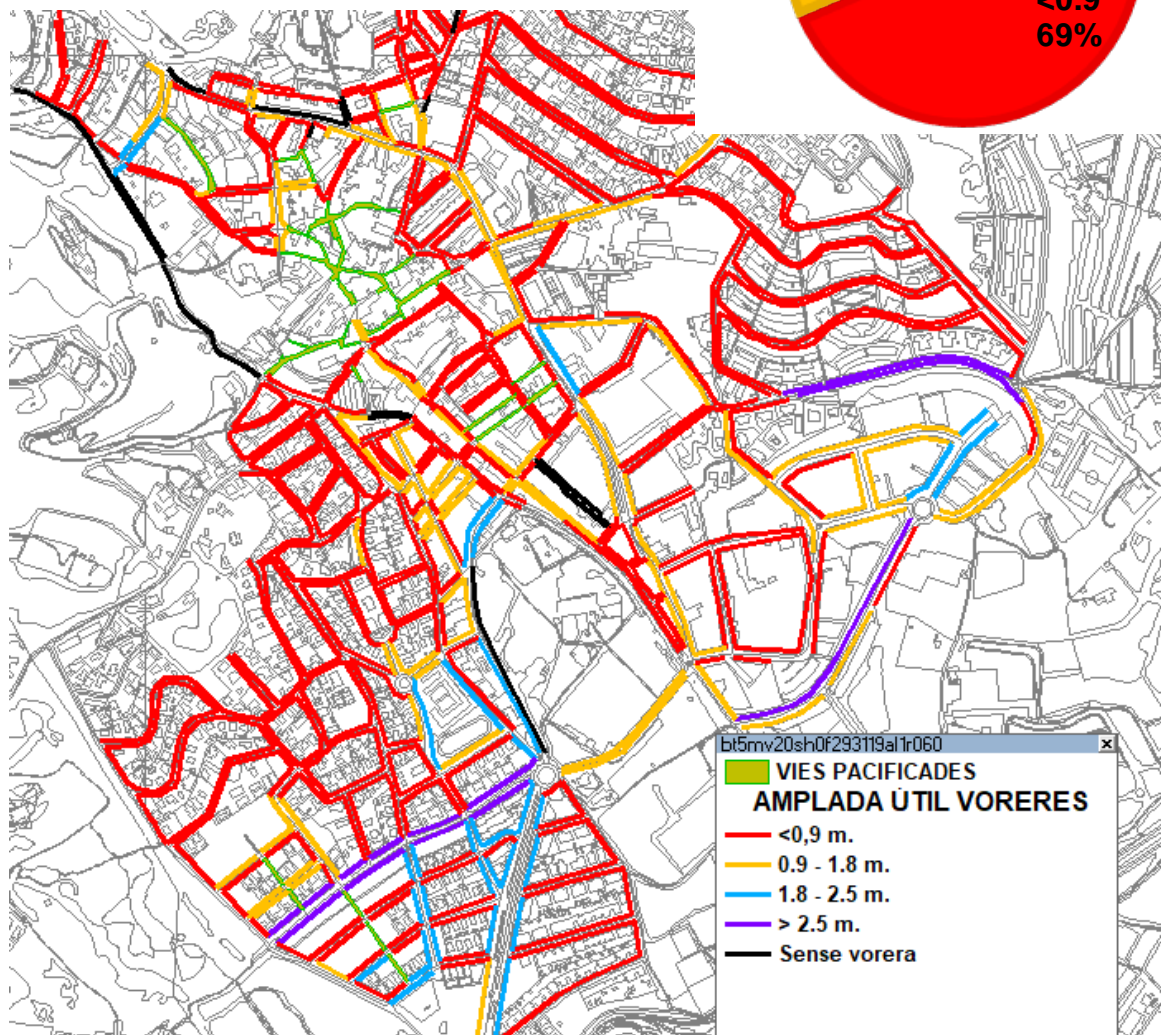 <0.9
69%
bt5mv20sh0f293119al1r060
VIES PACIFICADES
AMPLADA ÚTIL VORERES
<0,9 m.
0.9 - 1.8 m.
1.8 - 2.5 m.
> 2.5 m.
Sense vorera